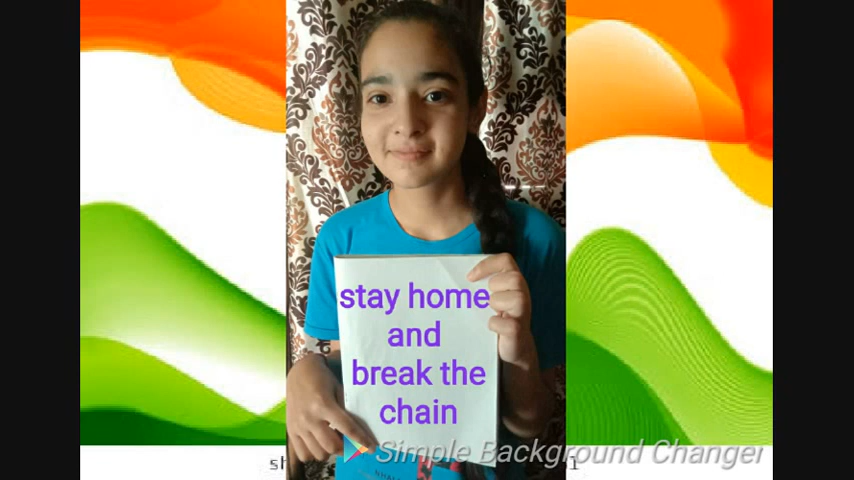 stay home
and
break the
chain
Simple Background Changer